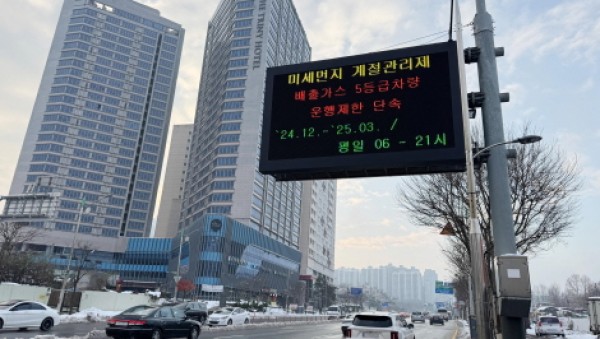 미세먼지 계절관리제
배출가스 5등급차량
운행제한 단속
'24.12.-'25.03. /
평일 06 - 21시